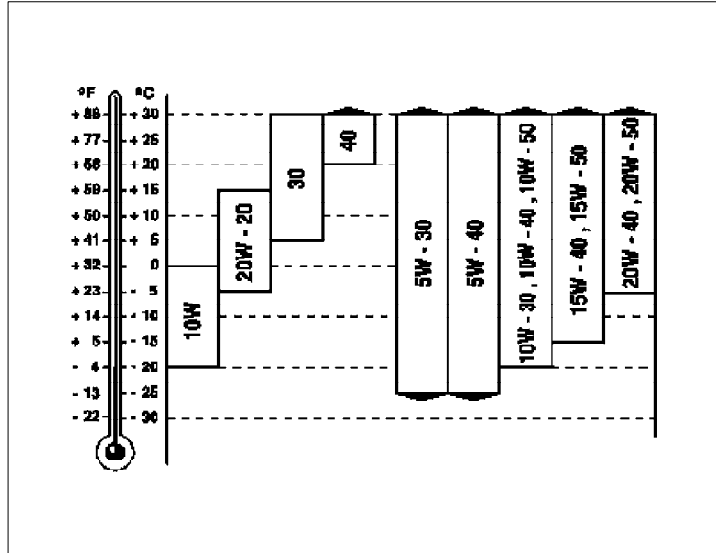 °F °C
+ 86 + 30
+ 77 + 25
+ 68 + 20
+ 59 + 15
+ 50 + 10
+ 41 + 5
+ 32 0
+ 23 - 5
+ 14 - 10
+ 5 - 15
- 4 - 20
- 13 - 25
- 22 - 30
10W
20W - 20
30
40
5W - 30
5W - 40
10W - 30 , 10W - 40 , 10W - 50
15W - 40 , 15W - 50
20W - 40 , 20W - 50